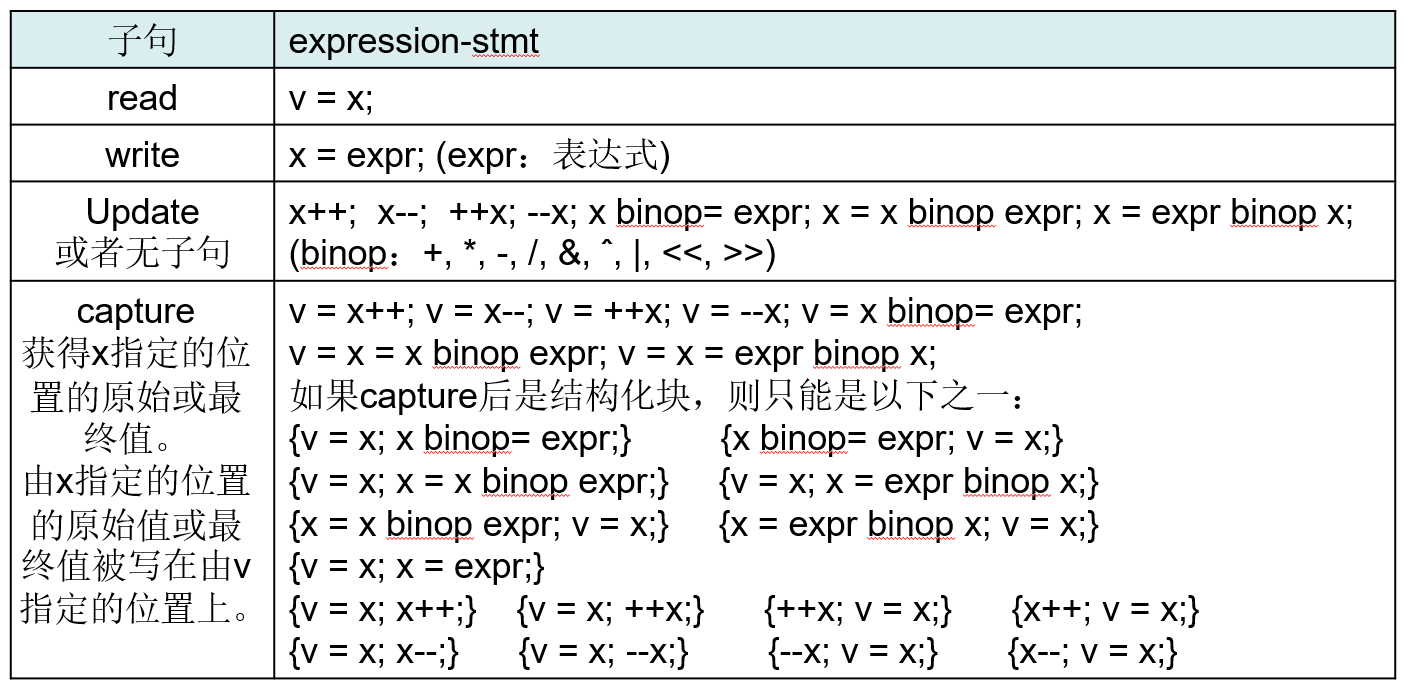 子句 expression-stmt
read v = x;
write x = expr; (expr：表达式)
Update
或者无子句
x++; x--; ++x; --x; x binop= expr; x = x binop expr; x = expr binop x;
(binop：+, *, -, /, &, ˆ, |, <<, >>)
capture
获得x指定的位
置的原始或最
终值。
由x指定的位置
的原始值或最
终值被写在由v
指定的位置上。
v = x++; v = x--; v = ++x; v = --x; v = x binop= expr;
v = x = x binop expr; v = x = expr binop x;
如果capture后是结构化块，则只能是以下之一：
{v = x; x binop= expr;} {x binop= expr; v = x;}
{v = x; x = x binop expr;} {v = x; x = expr binop x;}
{x = x binop expr; v = x;} {x = expr binop x; v = x;}
{v = x; x = expr;}
{v = x; x++;} {v = x; ++x;} {++x; v = x;} {x++; v = x;}
{v = x; x--;} {v = x; --x;} {--x; v = x;} {x--; v = x;}